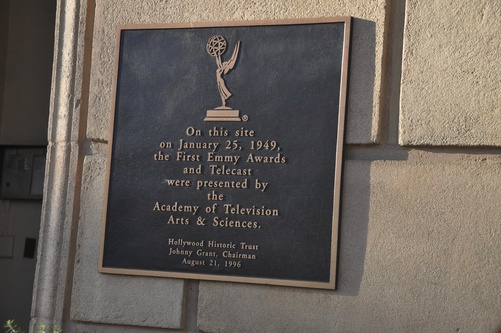 ®
On this site
on January 25, 1949,
the First Emmy Awards
and Telecast
were presented by
the
Academy of Television
Arts & Sciences.
Hollywood Historic Trust
Johnny Grant, Chairman
August 21, 1996